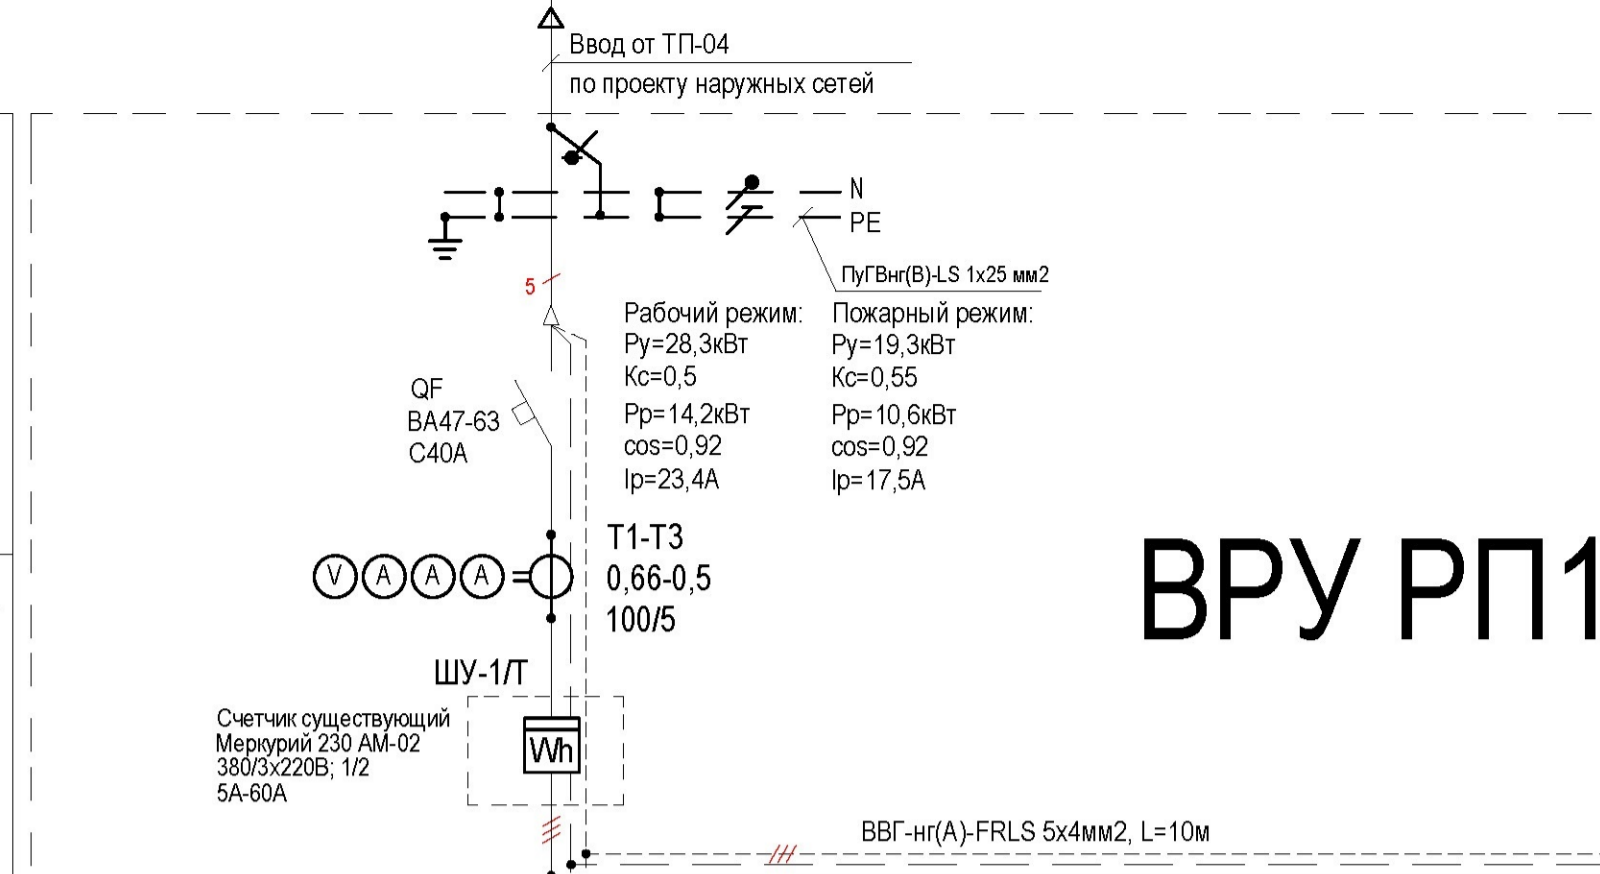 Ввод от ТП-04
по проекту наружных сетей
N
PE
ПуГВнг(В)-LS 1х25 мм2
5
Рабочий режим:
Ру=28,3кВт
Кс=0,5
Рр=14,2кВт
cos=0,92
Iр=23,4А
Пожарный режим:
Ру=19,3кВт
Кс=0,55
Рр=10,6кВт
cos=0,92
Iр=17,5А
QF
ВА47-63
С40А
Т1-Т3
0,66-0,5
100/5
V A A A
ВРУ РП1
ШУ-1/Т
Счетчик существующий
Меркурий 230 АМ-02
380/3х220В; 1/2
5А-60А
Wh
ВВГ-нг(А)-FRLS 5х4мм2, L=10м